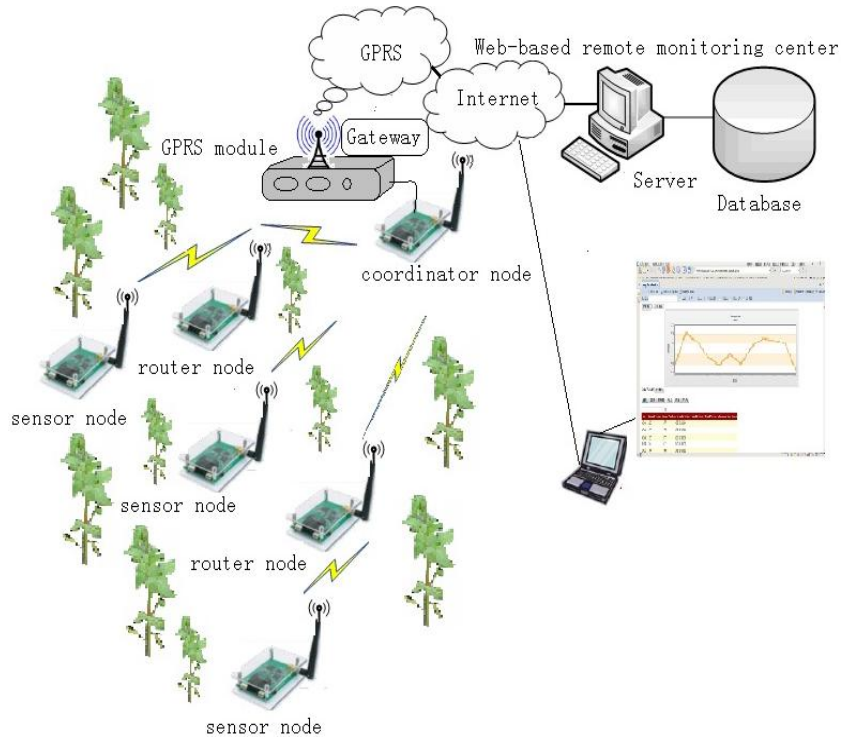 GPRS
Web-based remote monitoring center
Internet
Gateway
GPRS module
Server
Database
coordinator node
router node
sensor node
sensor node
router node
sensor node